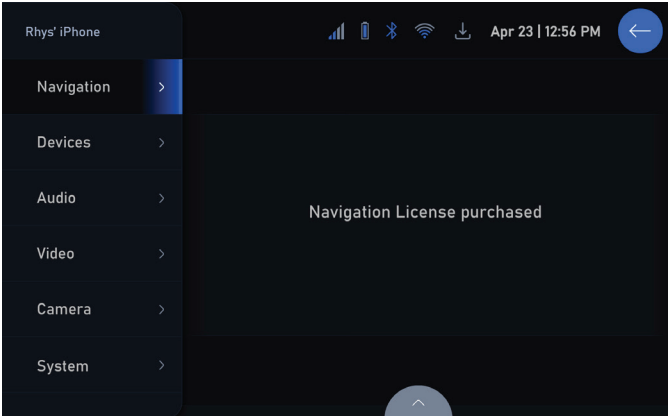 Rhys' iPhone
Apr 23 | 12:56 PM
Navigation
Devices
Audio
Video
Camera
System
Navigation License purchased